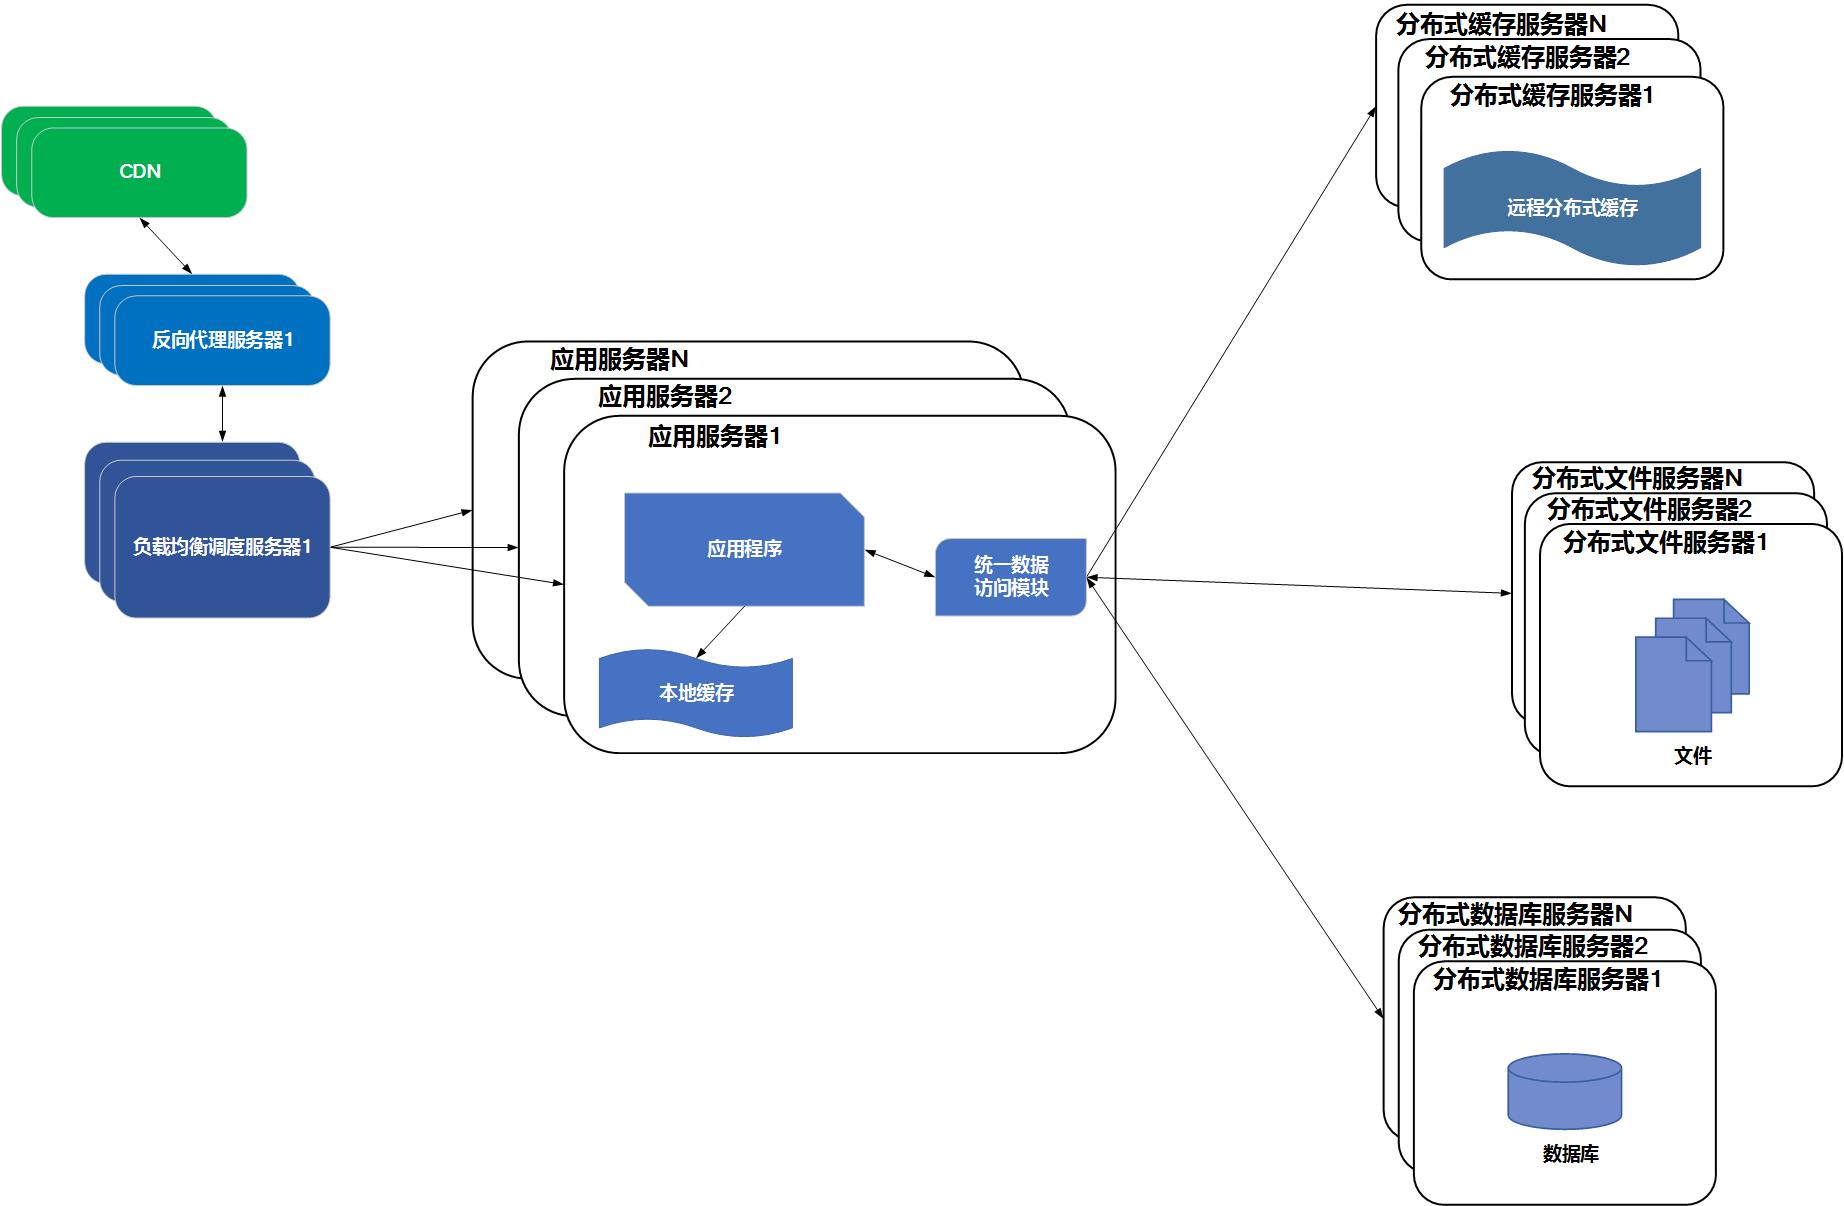 CDN
反向代理服务器1
负载均衡调度服务器1
应用服务器N
应用服务器2
应用服务器1
应用程序
统一数据
访问模块
本地缓存
分布式缓存服务器N
分布式缓存服务器2
分布式缓存服务器1
远程分布式缓存
分布式文件服务器N
分布式文件服务器2
分布式文件服务器1
文件
分布式数据库服务器N
分布式数据库服务器2
分布式数据库服务器1
数据库